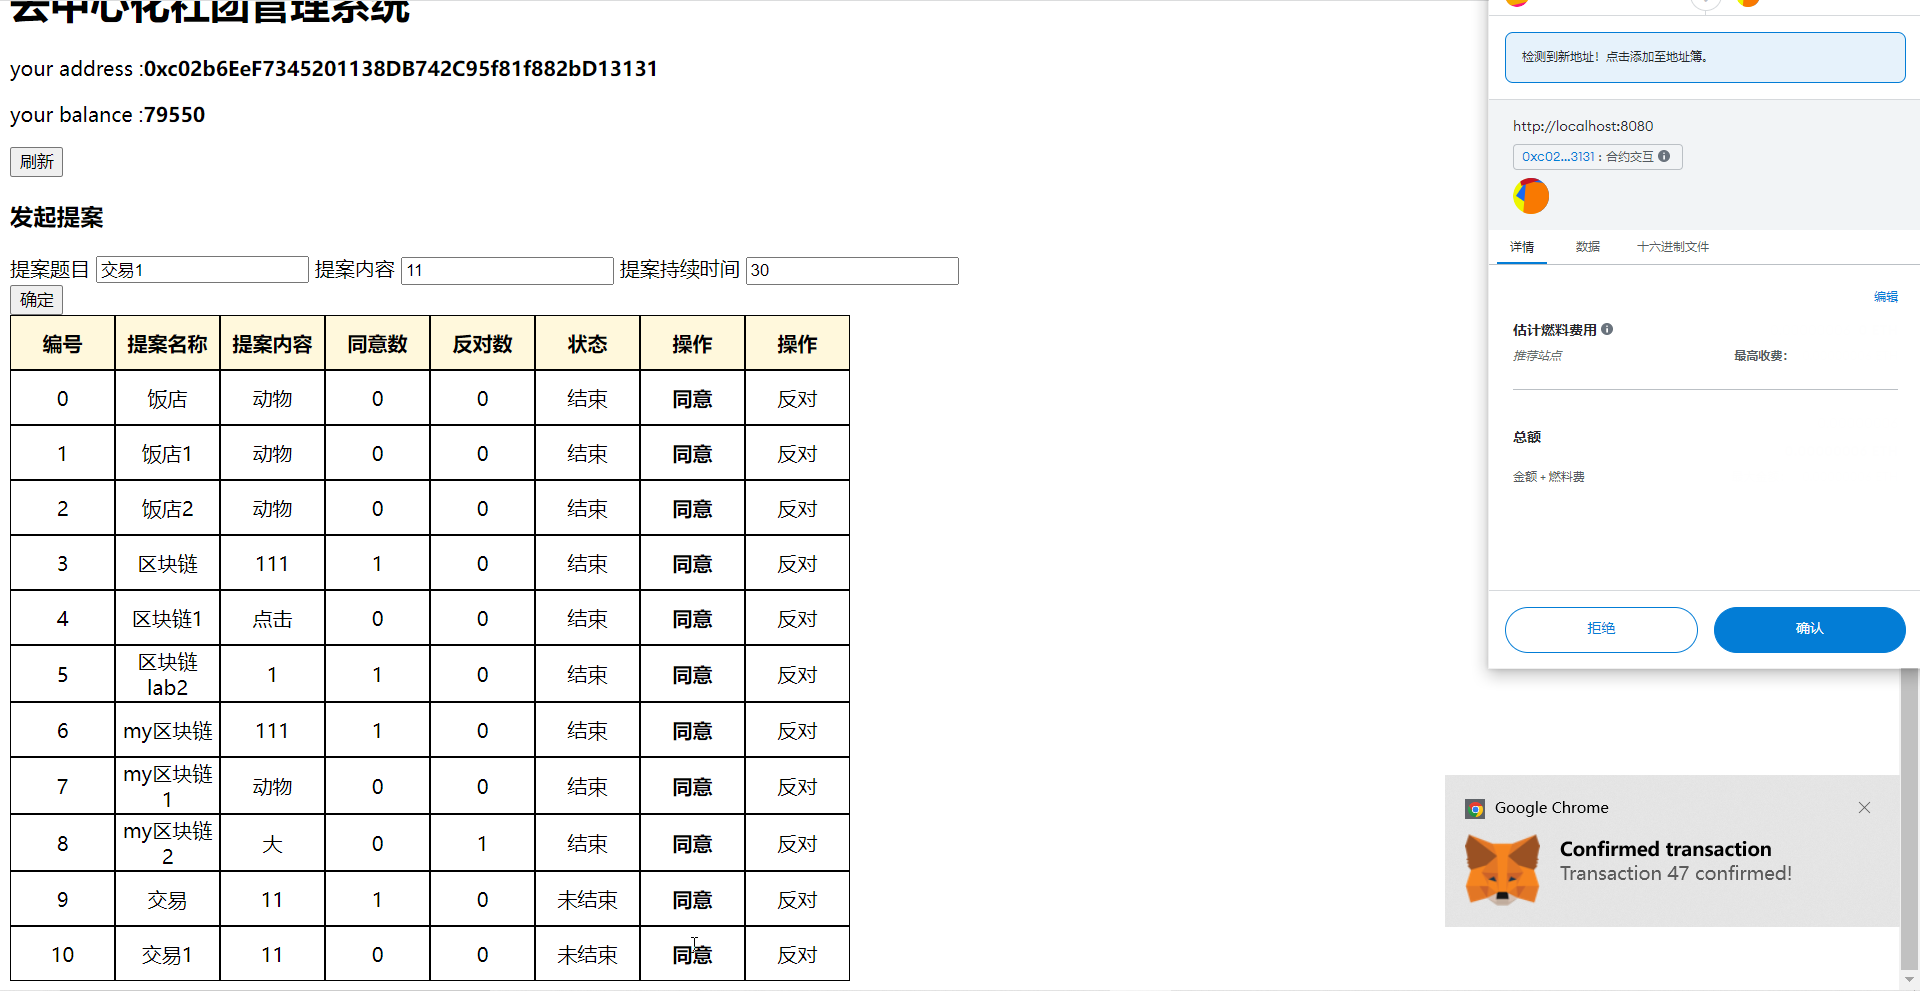 去中心化社团管理系统
your address :0xc02b6EeF7345201138DB742C95f81f882bD13131
your balance :79550
刷新
发起提案
提案题目 交易1 提案内容 11 提案持续时间 30
确定
编号 提案名称 提案内容 同意数 反对数 状态 操作 操作
0 饭店 动物 0 0 结束 同意 反对
1 饭店1 动物 0 0 结束 同意 反对
2 饭店2 动物 0 0 结束 同意 反对
3 区块链 111 1 0 结束 同意 反对
4 区块链1 点击 0 0 结束 同意 反对
5 区块链lab2 1 1 0 结束 同意 反对
6 my区块链 111 1 0 结束 同意 反对
7 my区块链1 动物 0 0 结束 同意 反对
8 my区块链2 大 0 1 结束 同意 反对
9 交易 11 1 0 未结束 同意 反对
10 交易1 11 0 0 未结束 同意 反对
检测到新地址！点击添加至地址簿。
http://localhost:8080
0xc02...3131 : 合约交互
详情 数据 十六进制文件
编辑
估计燃料费用
推荐站点 最高收费：
总额
金额 + 燃料费
拒绝 确认
Google Chrome
Confirmed transaction
Transaction 47 confirmed!